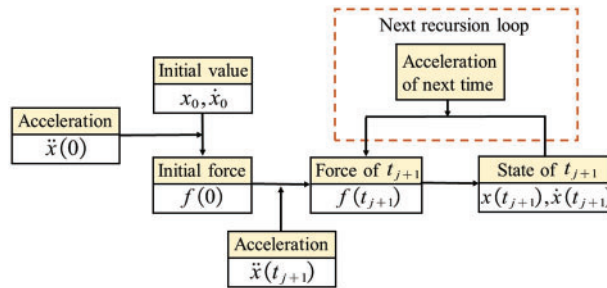 Next recursion loop
Acceleration
of next time
Initial value
x₀, ẋ₀
Acceleration
ẍ(0)
Initial force
f(0)
Force of tⱼ₊₁
f(tⱼ₊₁)
State of tⱼ₊₁
x(tⱼ₊₁), ẋ(tⱼ₊₁)
Acceleration
ẍ(tⱼ₊₁)